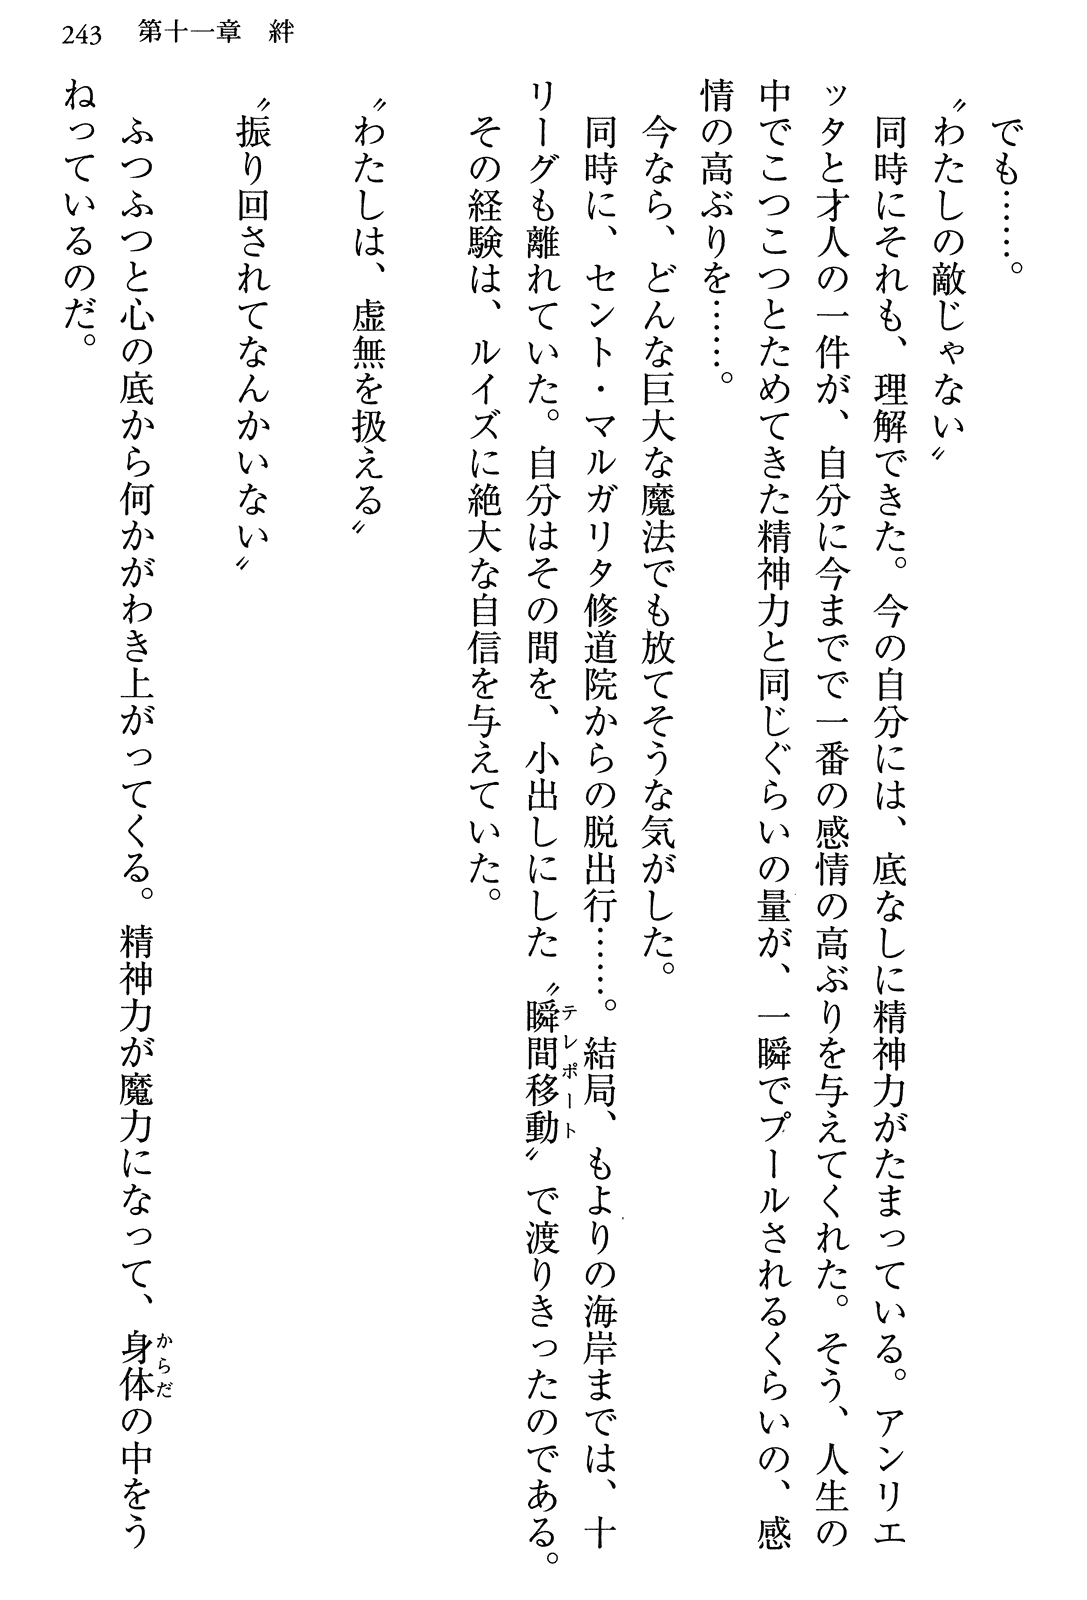 243　第十一章　絆
でも……。
〝わたしの敵じゃない〟
同時にそれも、理解できた。今の自分には、底なしに精神力がたまっている。アンリエ
ッタと才人の一件が、自分に今までで一番の感情の高ぶりを与えてくれた。そう、人生の
中でこつこつとためてきた精神力と同じぐらいの量が、一瞬でプールされるくらいの、感
情の高ぶりを……。
今なら、どんな巨大な魔法でも放てそうな気がした。
同時に、セント・マルガリタ修道院からの脱出行……。結局、もよりの海岸までは、十
リーグも離れていた。自分はその間を、小出しにした〝瞬間移動テレポート〟で渡りきったのである。
その経験は、ルイズに絶大な自信を与えていた。
〝わたしは、虚無を扱える〟
〝振り回されてなんかいない〟
ふつふつと心の底から何かがわき上がってくる。精神力が魔力になって、身体からだの中をう
ねっているのだ。